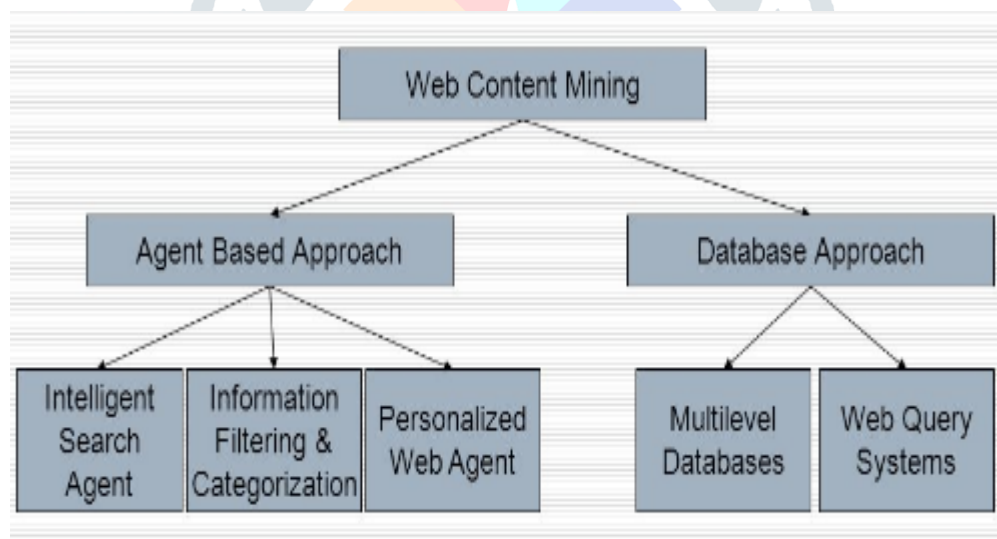 Web Content Mining
Agent Based Approach
Database Approach
Intelligent
Search
Agent
Information
Filtering &
Categorization
Personalized
Web Agent
Multilevel
Databases
Web Query
Systems